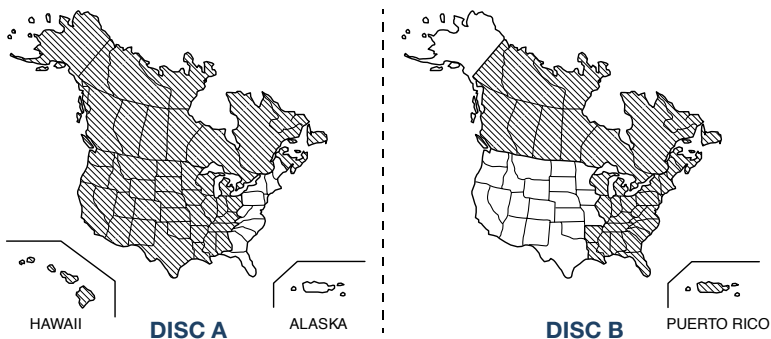 HAWAII
DISC A
ALASKA
DISC B
PUERTO RICO